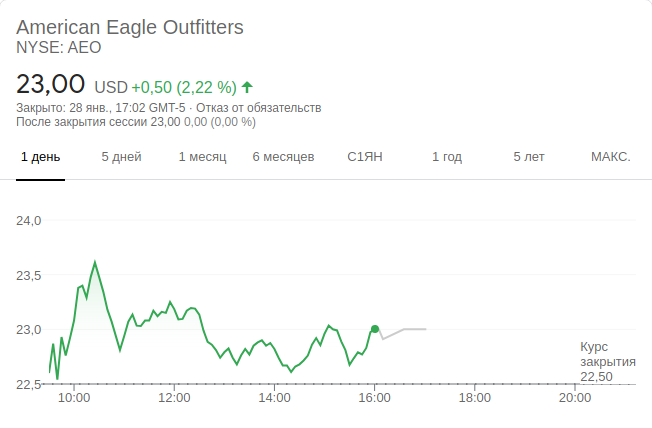 American Eagle Outfitters
NYSE: AEO
23,00 USD +0,50 (2,22 %)
Закрыто: 28 янв., 17:02 GMT-5 · Отказ от обязательств
После закрытия сессии 23,00 0,00 (0,00 %)
1 день 5 дней 1 месяц 6 месяцев С1ЯН 1 год 5 лет МАКС.
24,0
23,5
23,0
Курс
закрытия
22,50
22,5
10:00 12:00 14:00 16:00 18:00 20:00